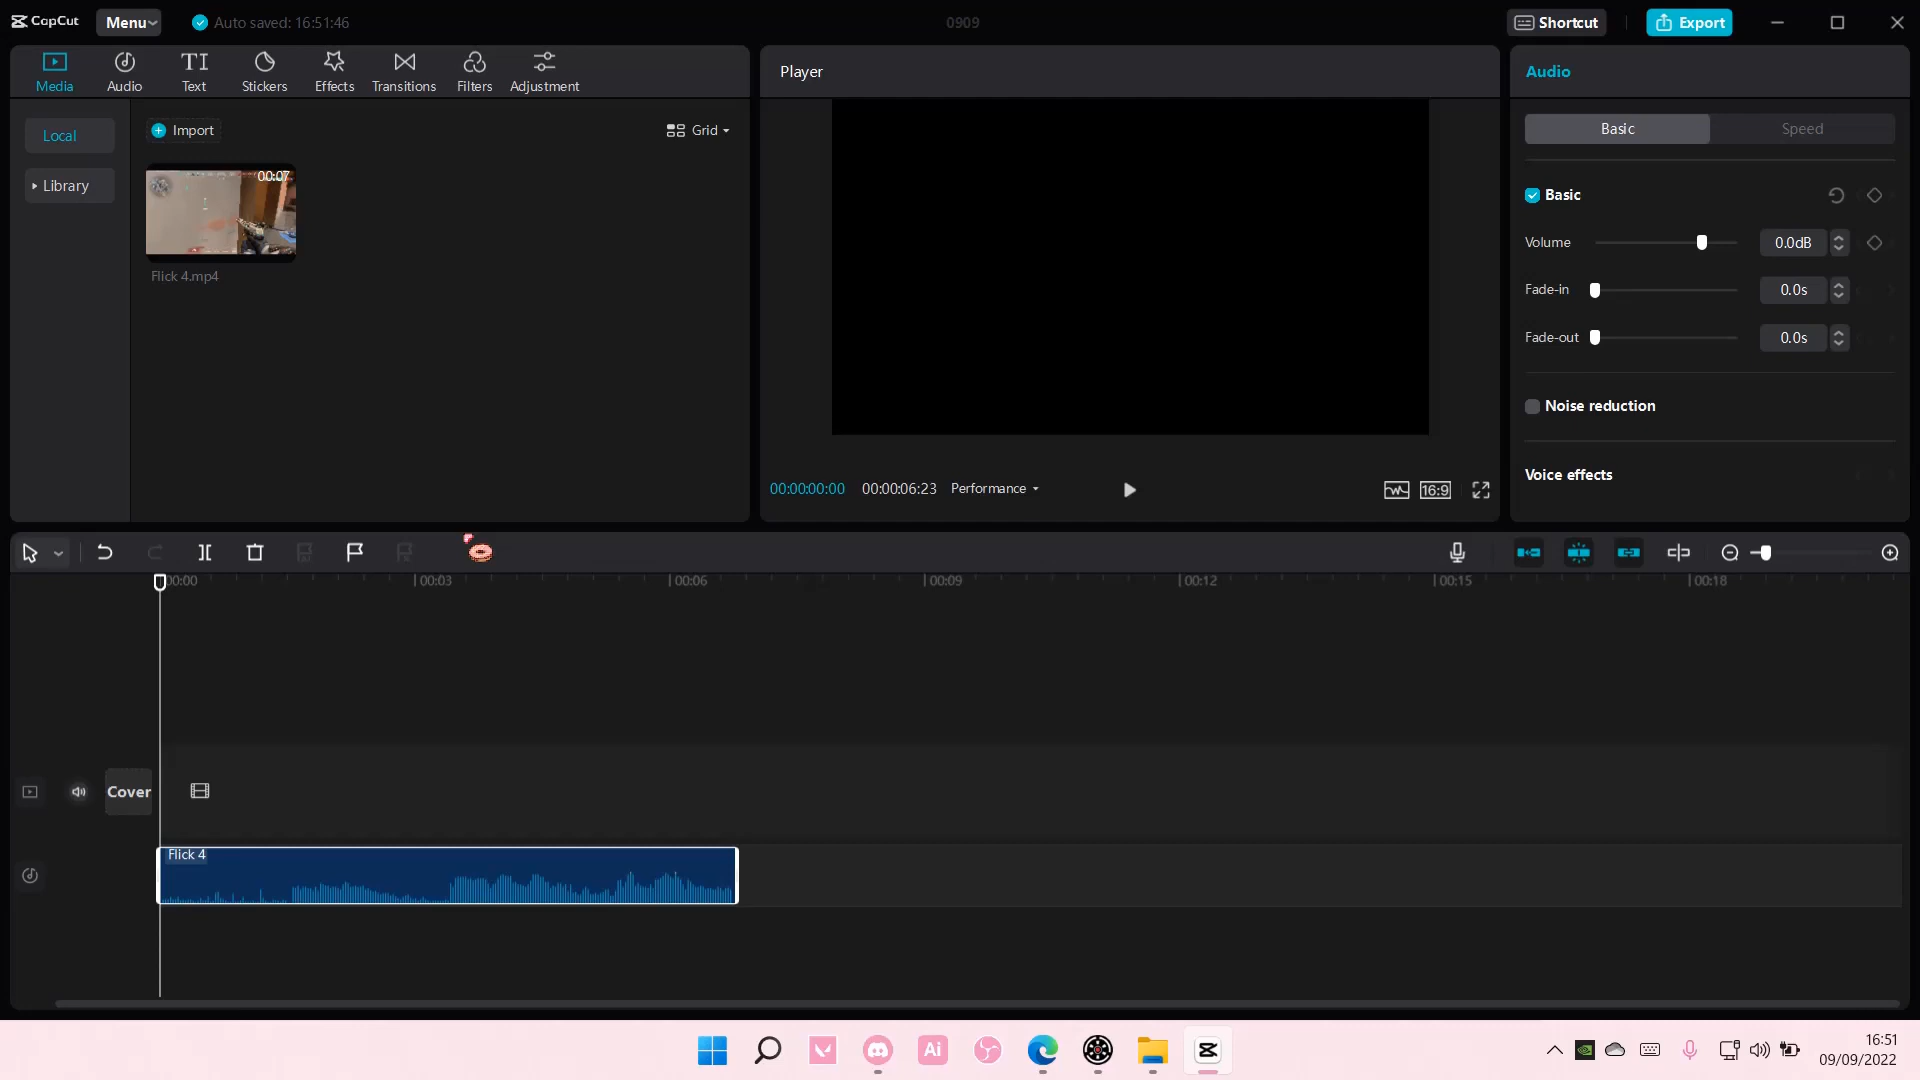 CapCut
Menu
Auto saved: 16:51:46
0909
Shortcut
Export
Media
Audio
Text
Stickers
Effects
Transitions
Filters
Adjustment
Player
Audio
Local
Library
Import
Grid
00:07
Flick 4.mp4
Basic
Speed
Basic
Volume
0.0dB
Fade-in
0.0s
Fade-out
0.0s
Noise reduction
Voice effects
00:00:00:00
00:00:06:23
Performance
16:9
00:00
00:03
00:06
00:09
00:12
00:15
00:18
Cover
Flick 4
Ai
16:51
09/09/2022